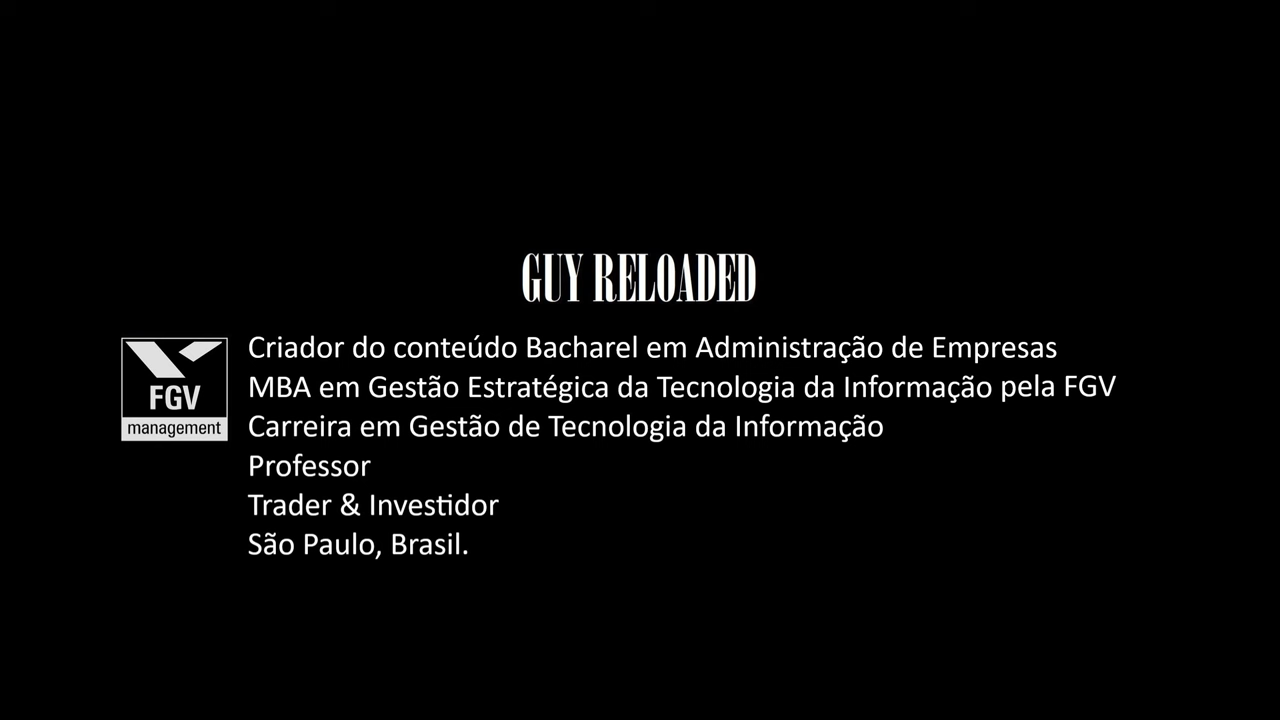 GUY RELOADED
Criador do conteúdo Bacharel em Administração de Empresas
MBA em Gestão Estratégica da Tecnologia da Informação pela FGV
Carreira em Gestão de Tecnologia da Informação
Professor
Trader & Investidor
São Paulo, Brasil.
FGV
management